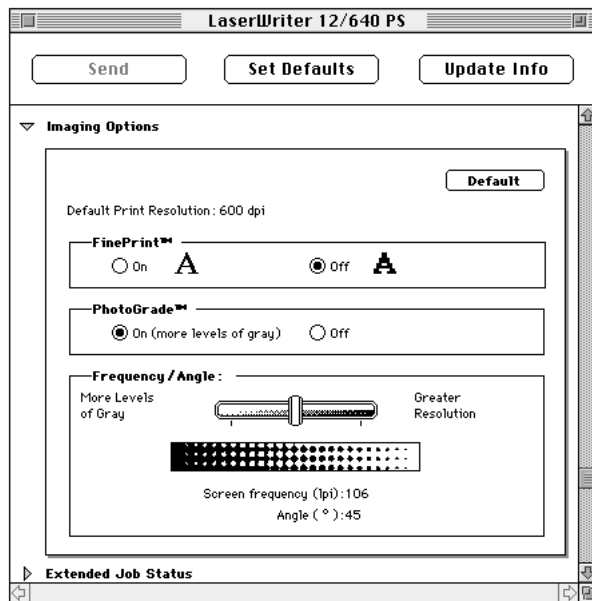 LaserWriter 12/640 PS
Send Set Defaults Update Info
Imaging Options
Default
Default Print Resolution: 600 dpi
FinePrint™
On A Off A
PhotoGrade™
On (more levels of gray) Off
Frequency/Angle:
More Levels
of Gray
Greater
Resolution
Screen frequency (lpi):106
Angle (°):45
Extended Job Status